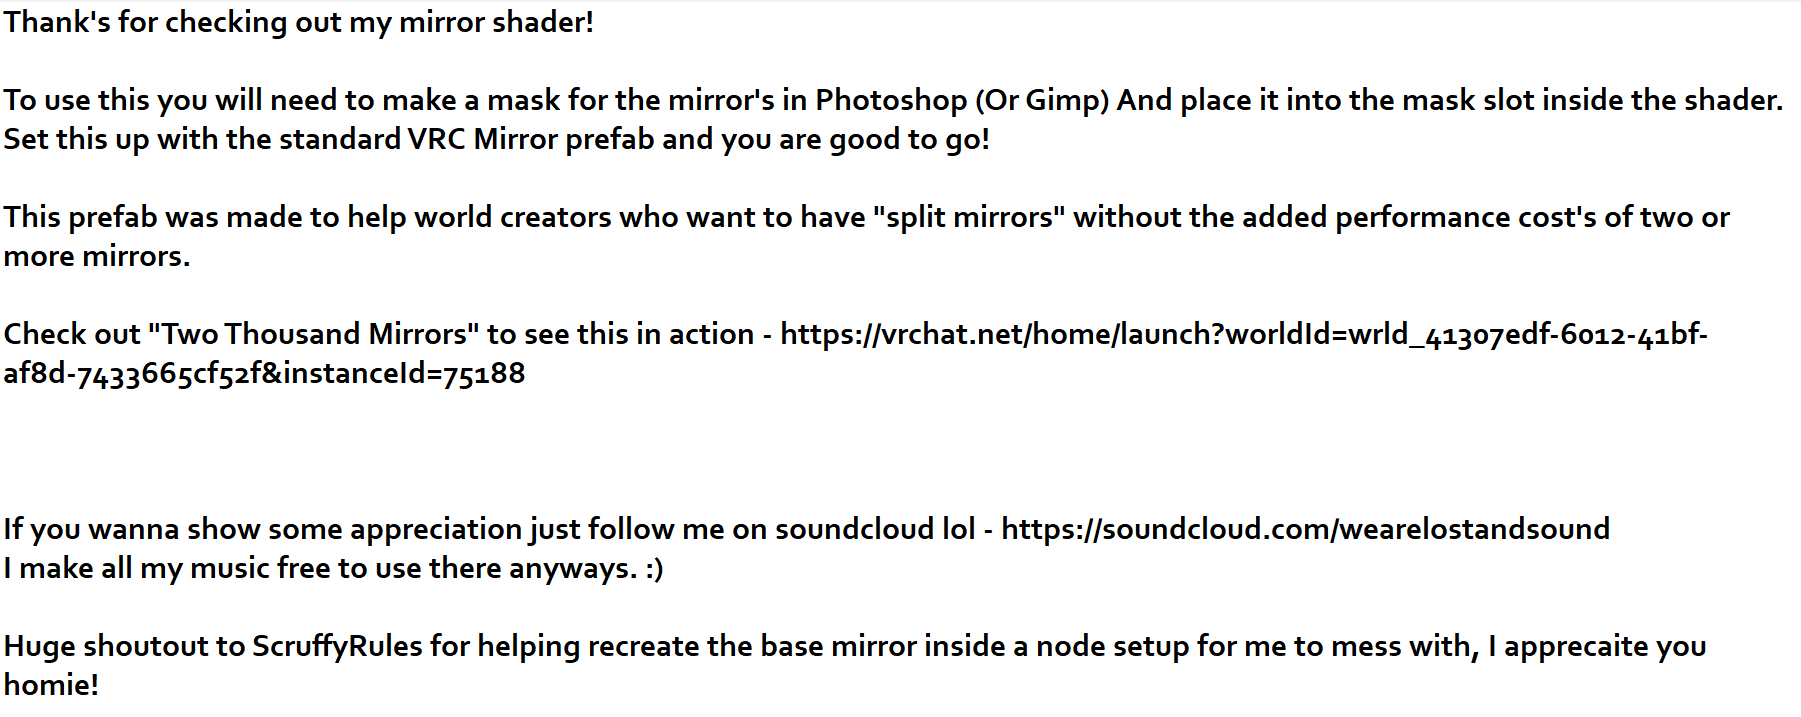 Thank's for checking out my mirror shader!
To use this you will need to make a mask for the mirror's in Photoshop (Or Gimp) And place it into the mask slot inside the shader.
Set this up with the standard VRC Mirror prefab and you are good to go!
This prefab was made to help world creators who want to have "split mirrors" without the added performance cost's of two or
more mirrors.
Check out "Two Thousand Mirrors" to see this in action - https://vrchat.net/home/launch?worldId=wrld_41307edf-6012-41bf-
af8d-7433665cf52f&instanceId=75188
If you wanna show some appreciation just follow me on soundcloud lol - https://soundcloud.com/wearelostandsound
I make all my music free to use there anyways. :)
Huge shoutout to ScruffyRules for helping recreate the base mirror inside a node setup for me to mess with, I apprecaite you
homie!